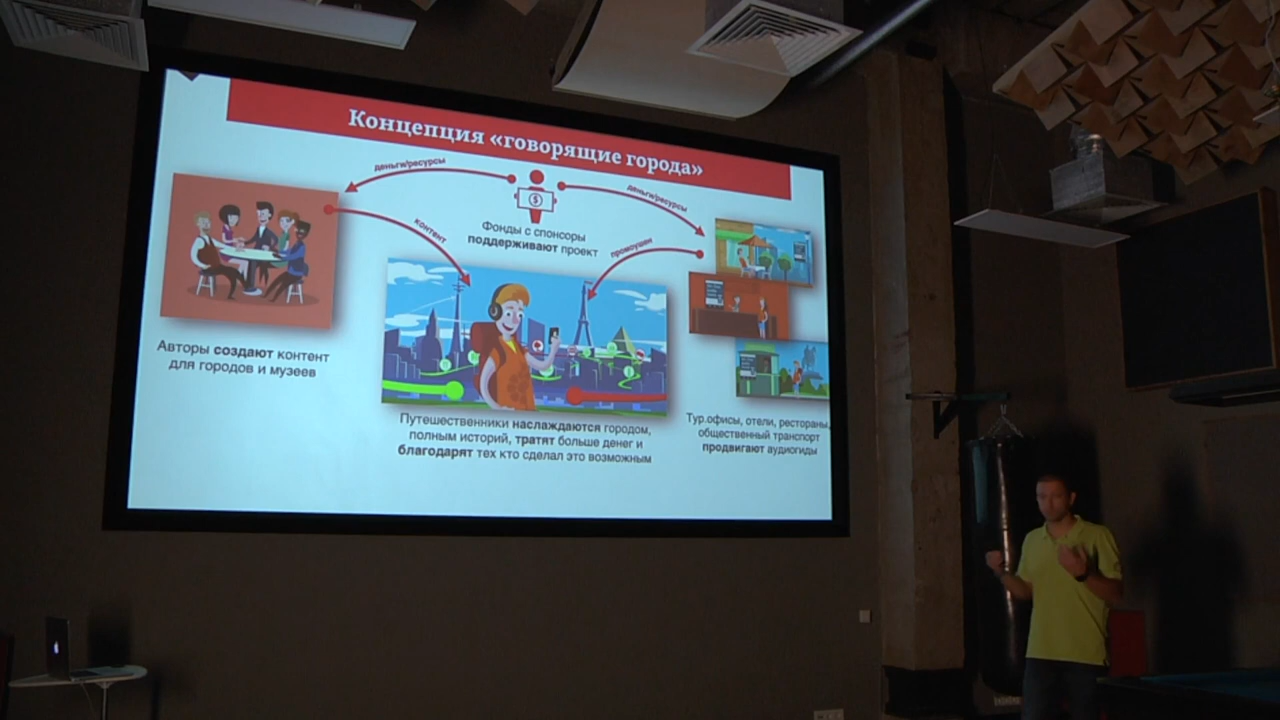 Концепция «говорящие города»
деньги/ресурсы
деньги/ресурсы
$
Фонды с спонсоры
поддерживают проект
контент
промоушен
Авторы создают контент
для городов и музеев
Путешественники наслаждаются городом,
полным историй, тратят больше денег и
благодарят тех кто сделал это возможным
Тур.офисы, отели, рестораны,
общественный транспорт
продвигают аудиогиды